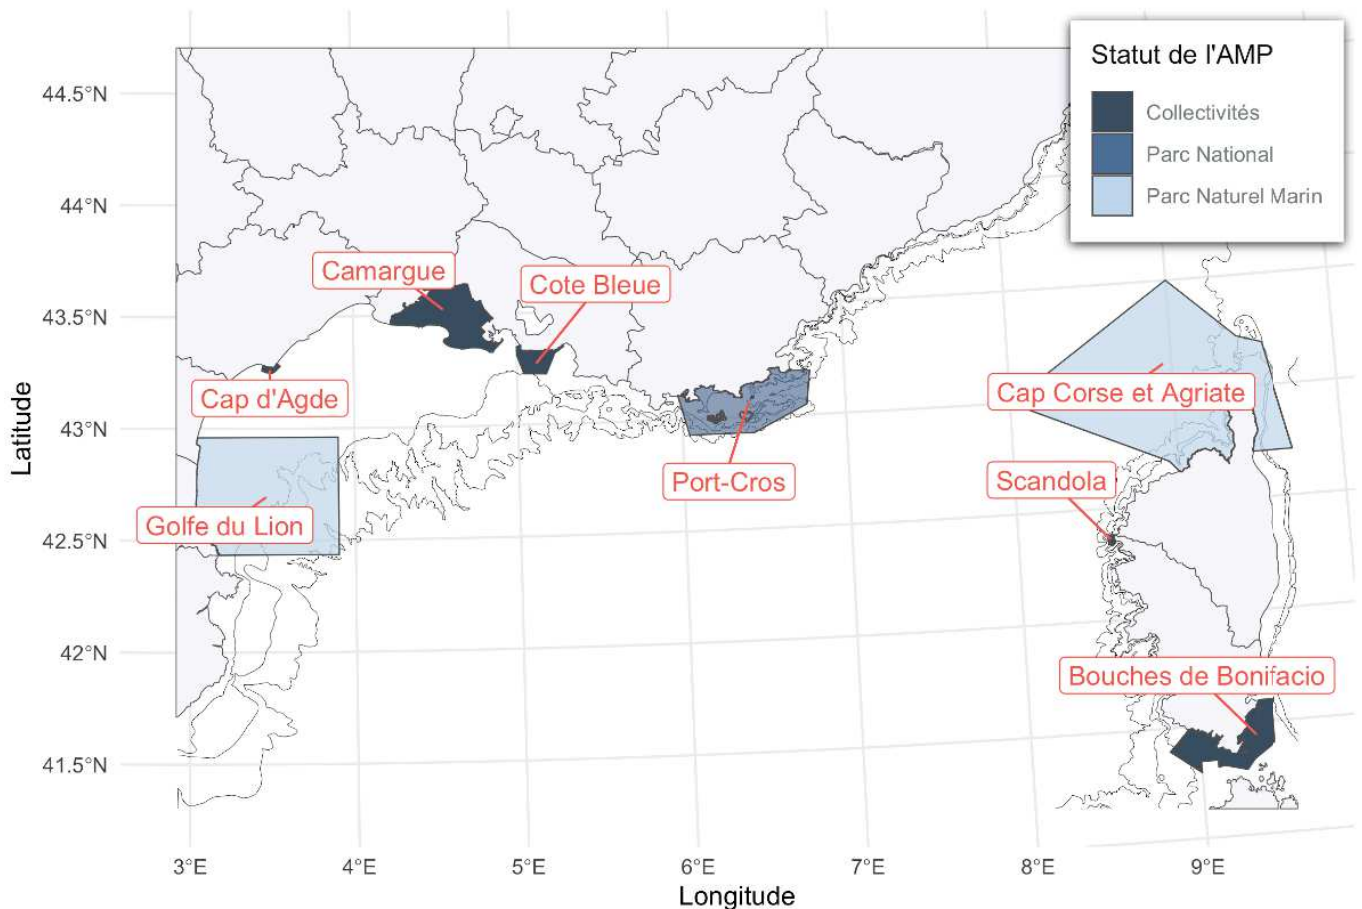 Statut de l'AMP
Collectivités
Parc National
Parc Naturel Marin
44.5°N
44°N
43.5°N
43°N
42.5°N
42°N
41.5°N
Latitude
Camargue
Cote Bleue
Cap d'Agde
Cap Corse et Agriate
Port-Cros
Scandola
Golfe du Lion
Bouches de Bonifacio
3°E
4°E
5°E
6°E
7°E
8°E
9°E
Longitude